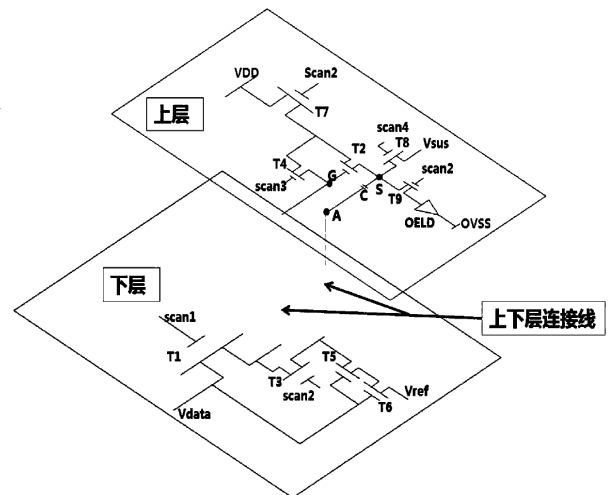 VDD
Scan2
上层
T7
scan4
T2
T8
Vsus
T4
G
scan2
scan3
S
C
T9
A
OELD
OVSS
下层
scan1
上下层连接线
T1
T5
T3
scan2
Vref
T6
Vdata